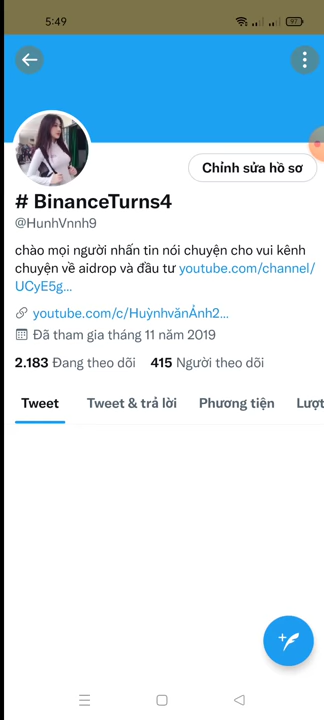 5:49
97
Chỉnh sửa hồ sơ
# BinanceTurns4
@HunhVnnh9
chào mọi người nhấn tin nói chuyện cho vui kênh
chuyện về aidrop và đầu tư youtube.com/channel/
UCyE5g...
youtube.com/c/HuỳnhvănẢnh2...
Đã tham gia tháng 11 năm 2019
2.183 Đang theo dõi 415 Người theo dõi
Tweet Tweet & trả lời Phương tiện Lượt